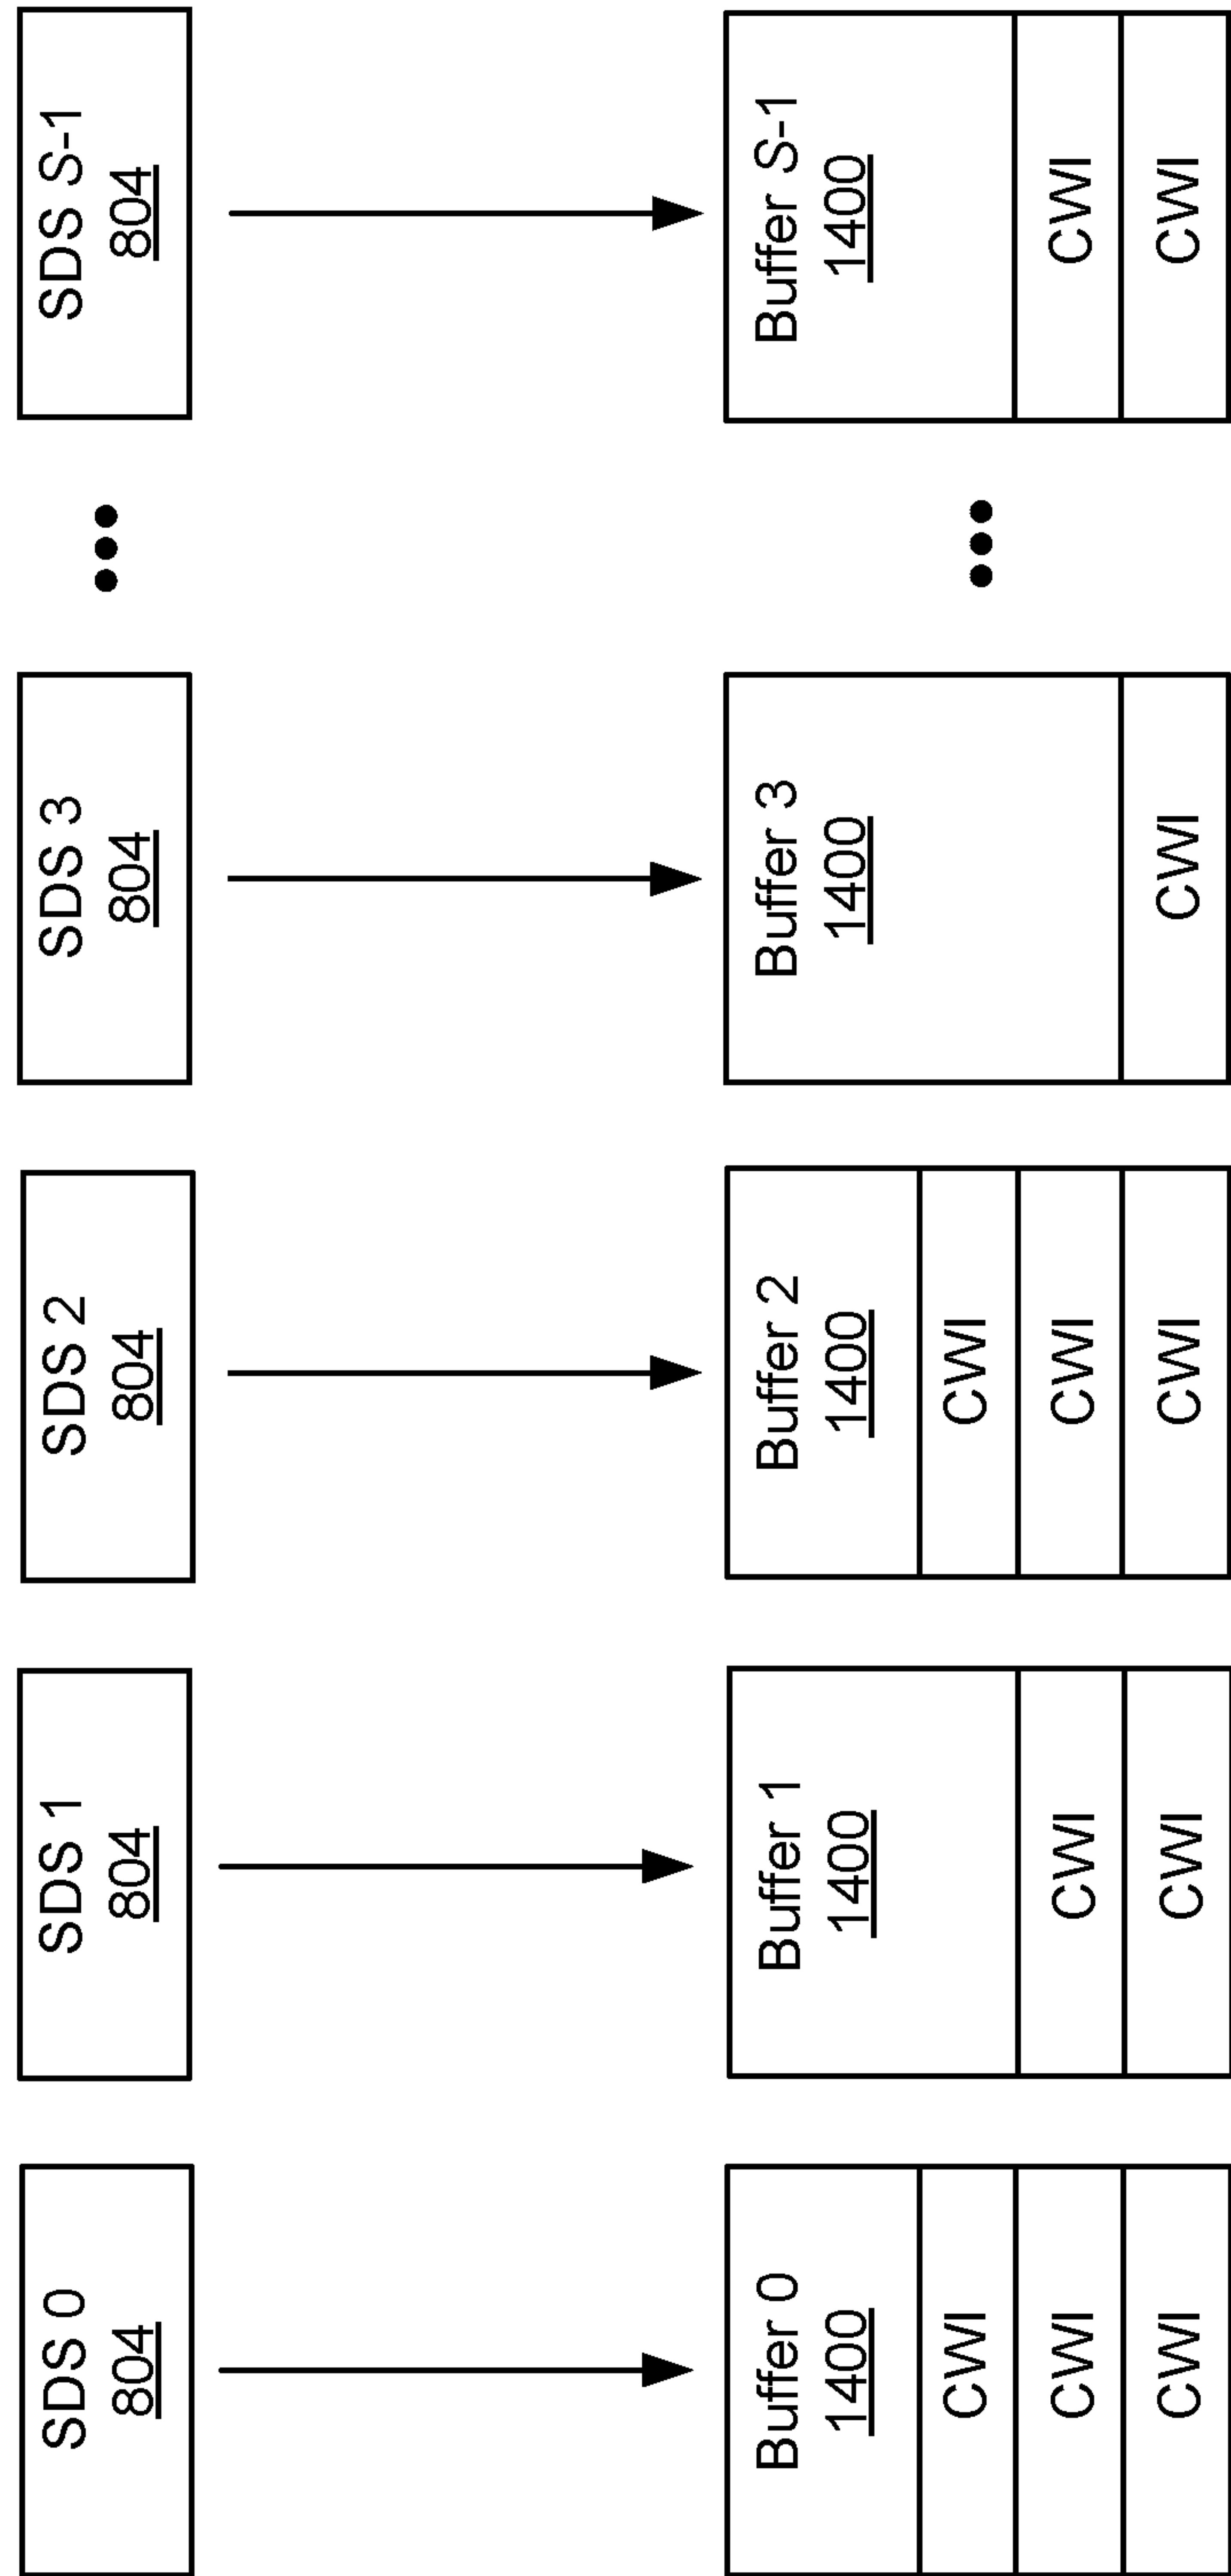 SDS 0
804
SDS 1
804
SDS 2
804
SDS 3
804
SDS S-1
804
Buffer 0
1400
CWI
CWI
CWI
Buffer 1
1400
CWI
CWI
Buffer 2
1400
CWI
CWI
CWI
Buffer 3
1400
CWI
Buffer S-1
1400
CWI
CWI